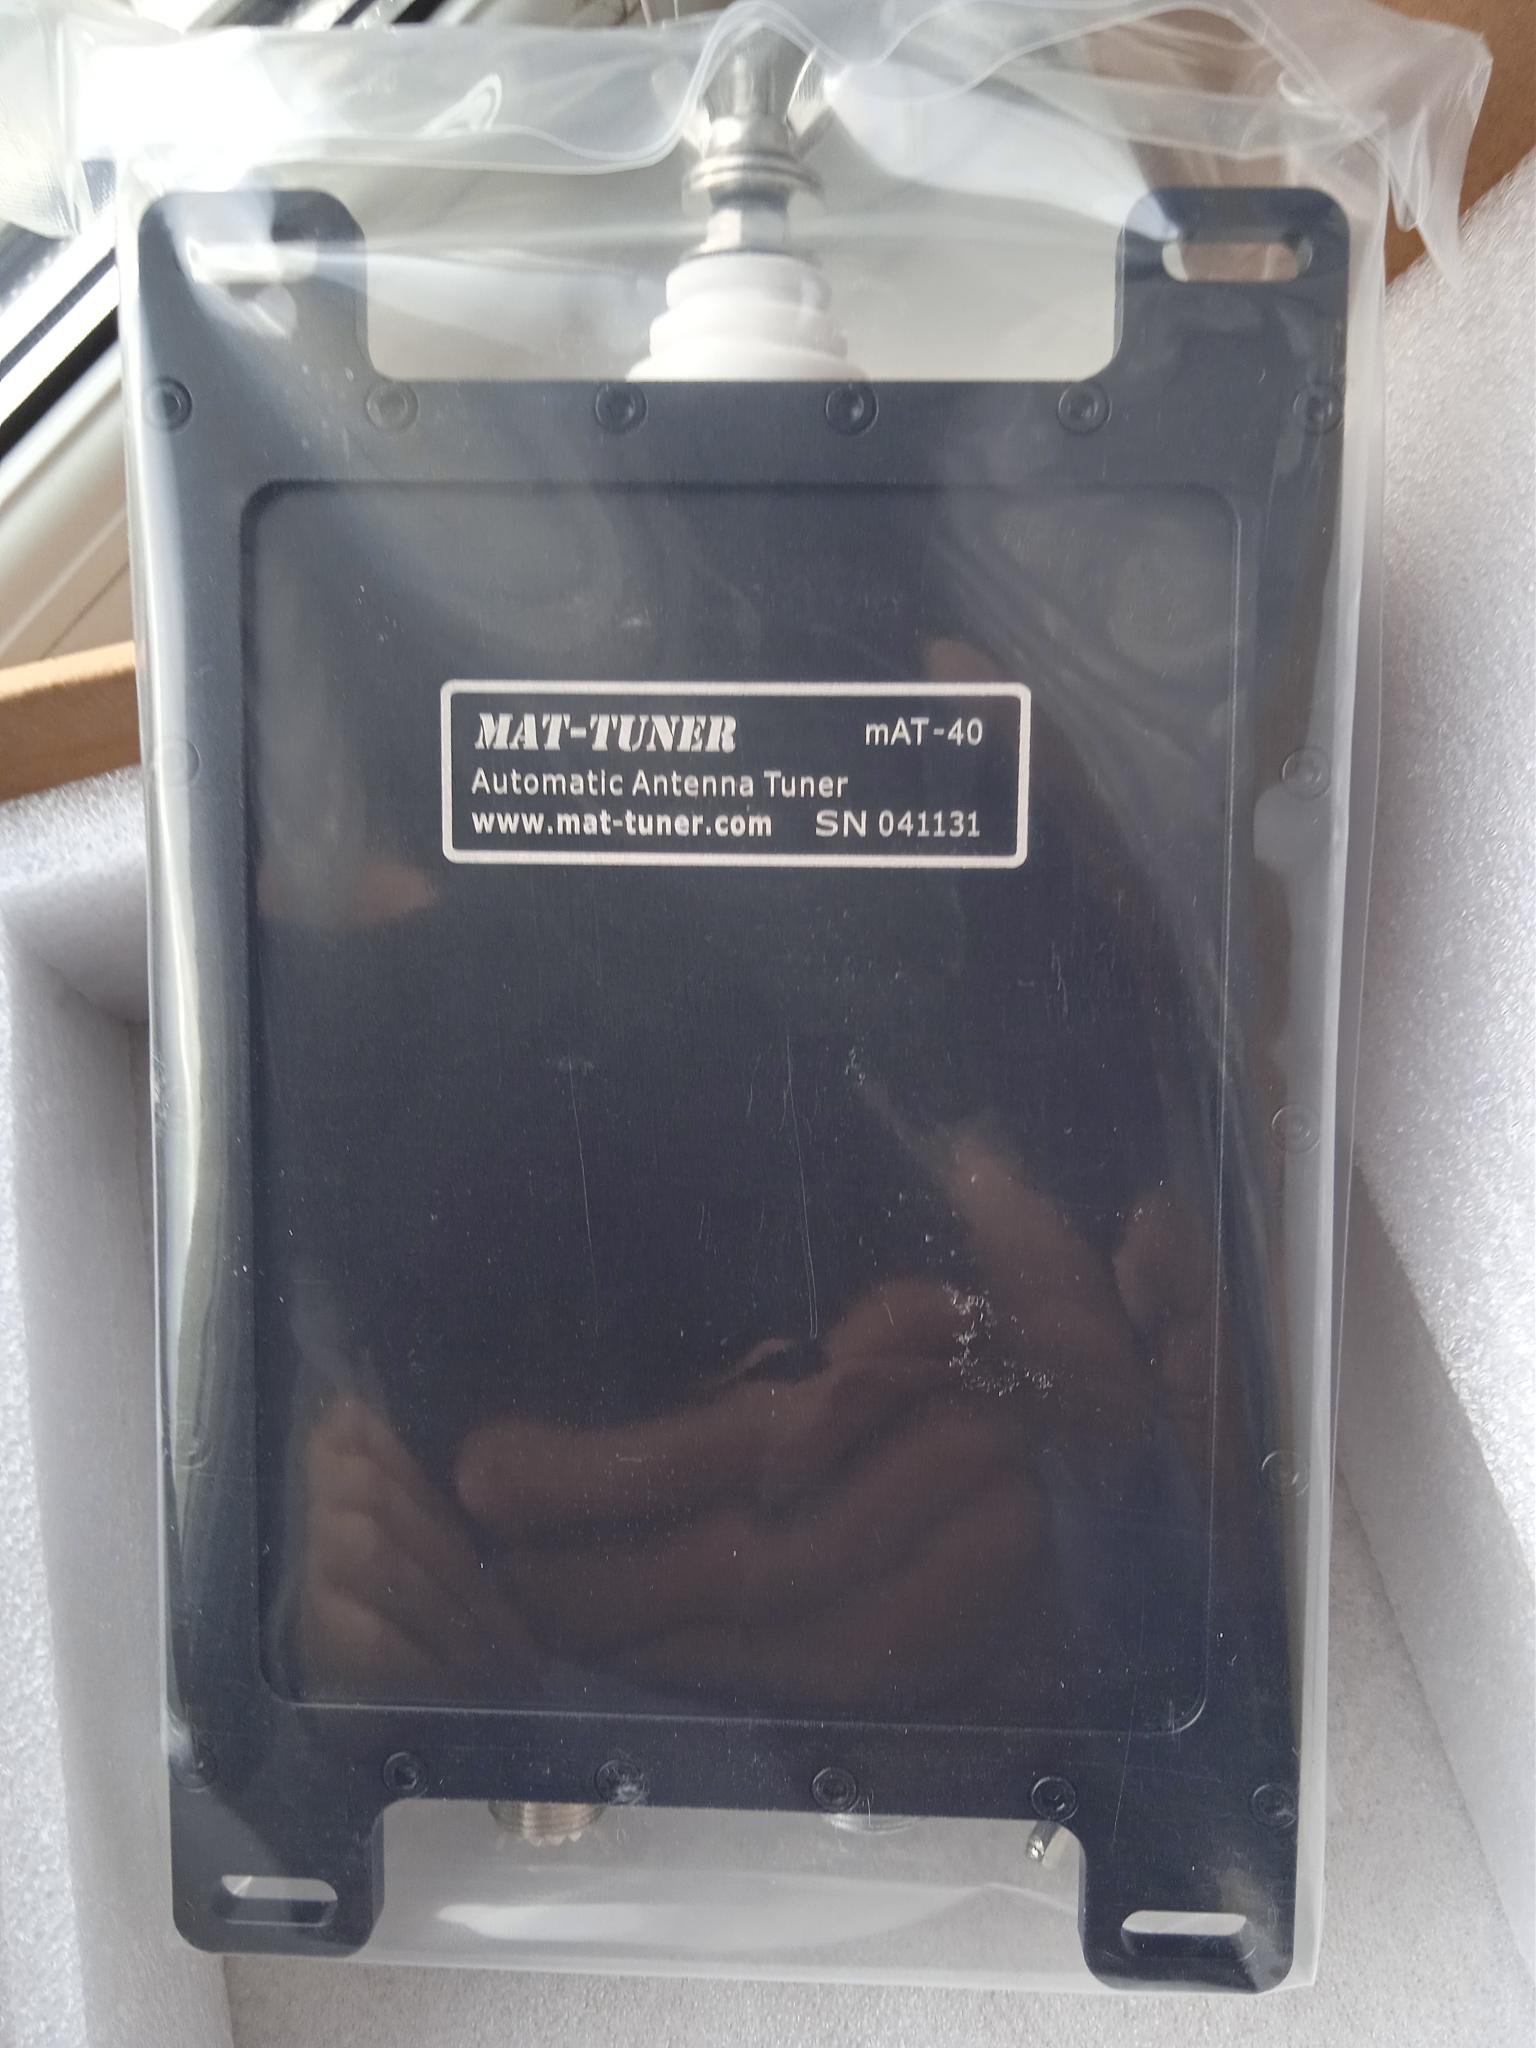 MAT-TUNER mAT-40
Automatic Antenna Tuner
www.mat-tuner.com SN 041131